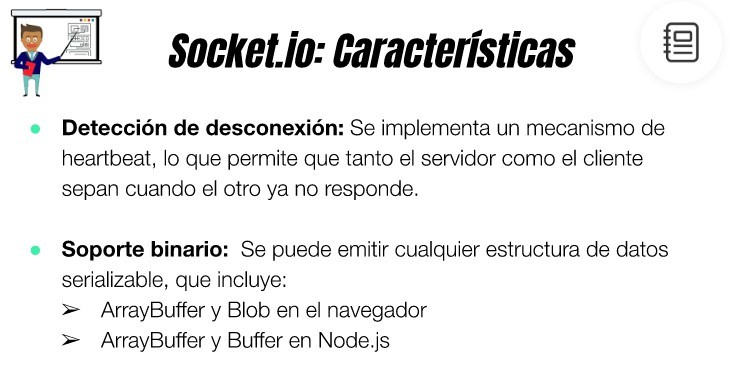 Socket.io: Características
● Detección de desconexión: Se implementa un mecanismo de
heartbeat, lo que permite que tanto el servidor como el cliente
sepan cuando el otro ya no responde.
● Soporte binario:  Se puede emitir cualquier estructura de datos
serializable, que incluye:
➢ ArrayBuffer y Blob en el navegador
➢ ArrayBuffer y Buffer en Node.js